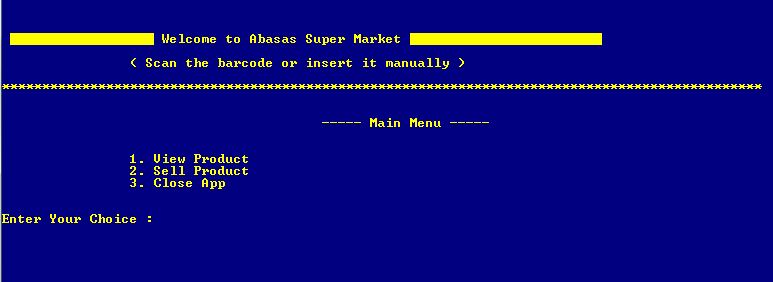 Welcome to Abasas Super Market
( Scan the barcode or insert it manually )
***********************************************************************************************
----- Main Menu -----
1. View Product
2. Sell Product
3. Close App
Enter Your Choice :